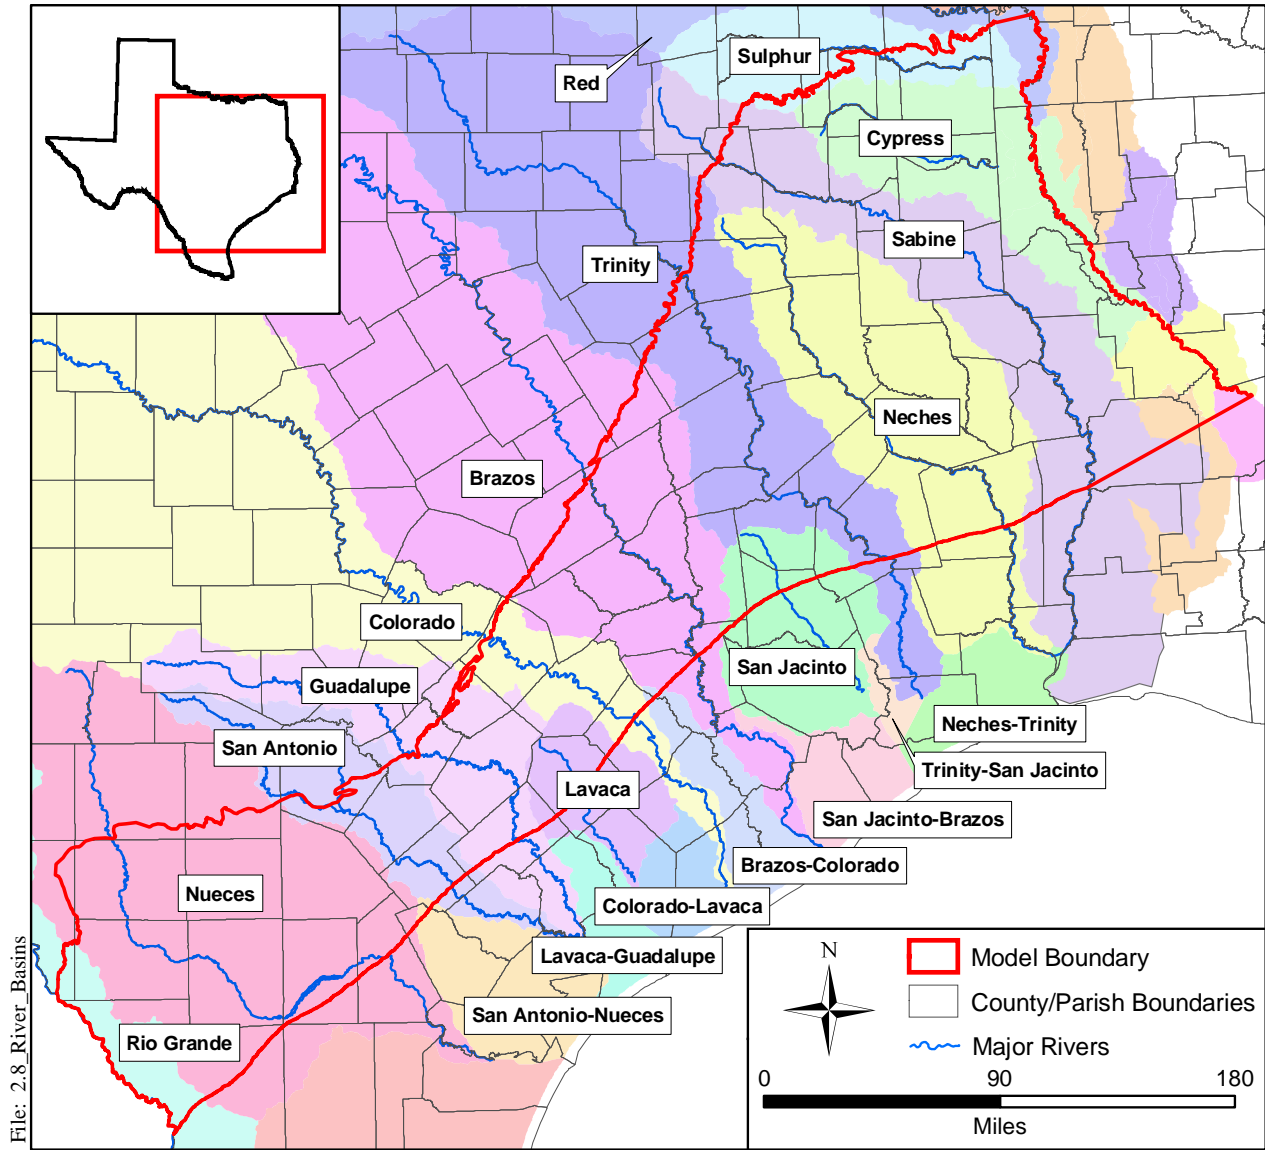 Sulphur
Red
Cypress
Sabine
Trinity
Neches
Brazos
Colorado
San Jacinto
Guadalupe
Neches-Trinity
San Antonio
Trinity-San Jacinto
Lavaca
San Jacinto-Brazos
Brazos-Colorado
Nueces
Colorado-Lavaca
Lavaca-Guadalupe
San Antonio-Nueces
Rio Grande
N
Model Boundary
County/Parish Boundaries
Major Rivers
0 90 180
Miles
File: 2.8_River_Basins